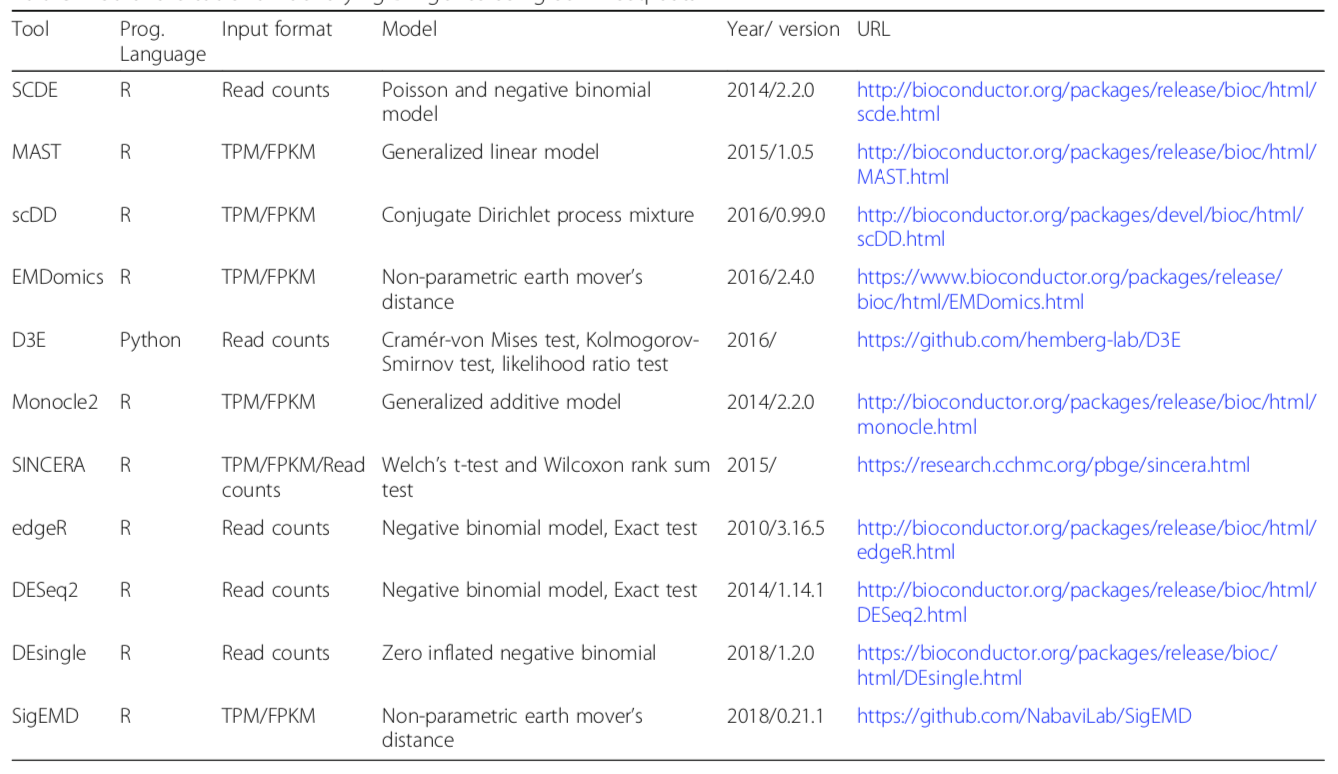 Tool Prog. Language Input format Model Year/ version URL
SCDE R Read counts Poisson and negative binomial 2014/2.2.0 http://bioconductor.org/packages/release/bioc/html/
model scde.html
MAST R TPM/FPKM Generalized linear model 2015/1.0.5 http://bioconductor.org/packages/release/bioc/html/
MAST.html
scDD R TPM/FPKM Conjugate Dirichlet process mixture 2016/0.99.0 http://bioconductor.org/packages/devel/bioc/html/
scDD.html
EMDomics R TPM/FPKM Non-parametric earth mover's 2016/2.4.0 https://www.bioconductor.org/packages/release/
distance bioc/html/EMDomics.html
D3E Python Read counts Cramér-von Mises test, Kolmogorov- 2016/ https://github.com/hemberg-lab/D3E
Smirnov test, likelihood ratio test
Monocle2 R TPM/FPKM Generalized additive model 2014/2.2.0 http://bioconductor.org/packages/release/bioc/html/
monocle.html
SINCERA R TPM/FPKM/Read Welch's t-test and Wilcoxon rank sum 2015/ https://research.cchmc.org/pbge/sincera.html
counts test
edgeR R Read counts Negative binomial model, Exact test 2010/3.16.5 http://bioconductor.org/packages/release/bioc/html/
edgeR.html
DESeq2 R Read counts Negative binomial model, Exact test 2014/1.14.1 http://bioconductor.org/packages/release/bioc/html/
DESeq2.html
DEsingle R Read counts Zero inflated negative binomial 2018/1.2.0 https://bioconductor.org/packages/release/bioc/
html/DEsingle.html
SigEMD R TPM/FPKM Non-parametric earth mover's 2018/0.21.1 https://github.com/NabaviLab/SigEMD
distance